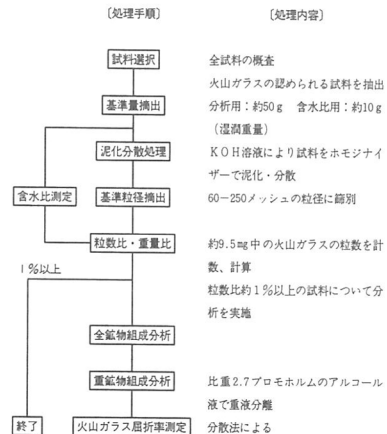 〔処理手順〕 〔処理内容〕
試料選択 全試料の概査
火山ガラスの認められる試料を抽出
基準量摘出 分析用：約50g 含水比用：約10g
（湿潤重量）
泥化分散処理 KOH溶液により試料をホモジナイ
ザーで泥化・分散
含水比測定 基準粒径摘出 60－250メッシュの粒径に篩別
粒数比・重量比 約9.5mg中の火山ガラスの粒数を計
数、計算
1％以上
粒数比約1％以上の試料について分
析を実施
全鉱物組成分析
重鉱物組成分析 比重2.7ブロモホルムのアルコール
液で重液分離
終了 火山ガラス屈折率測定 分散法による